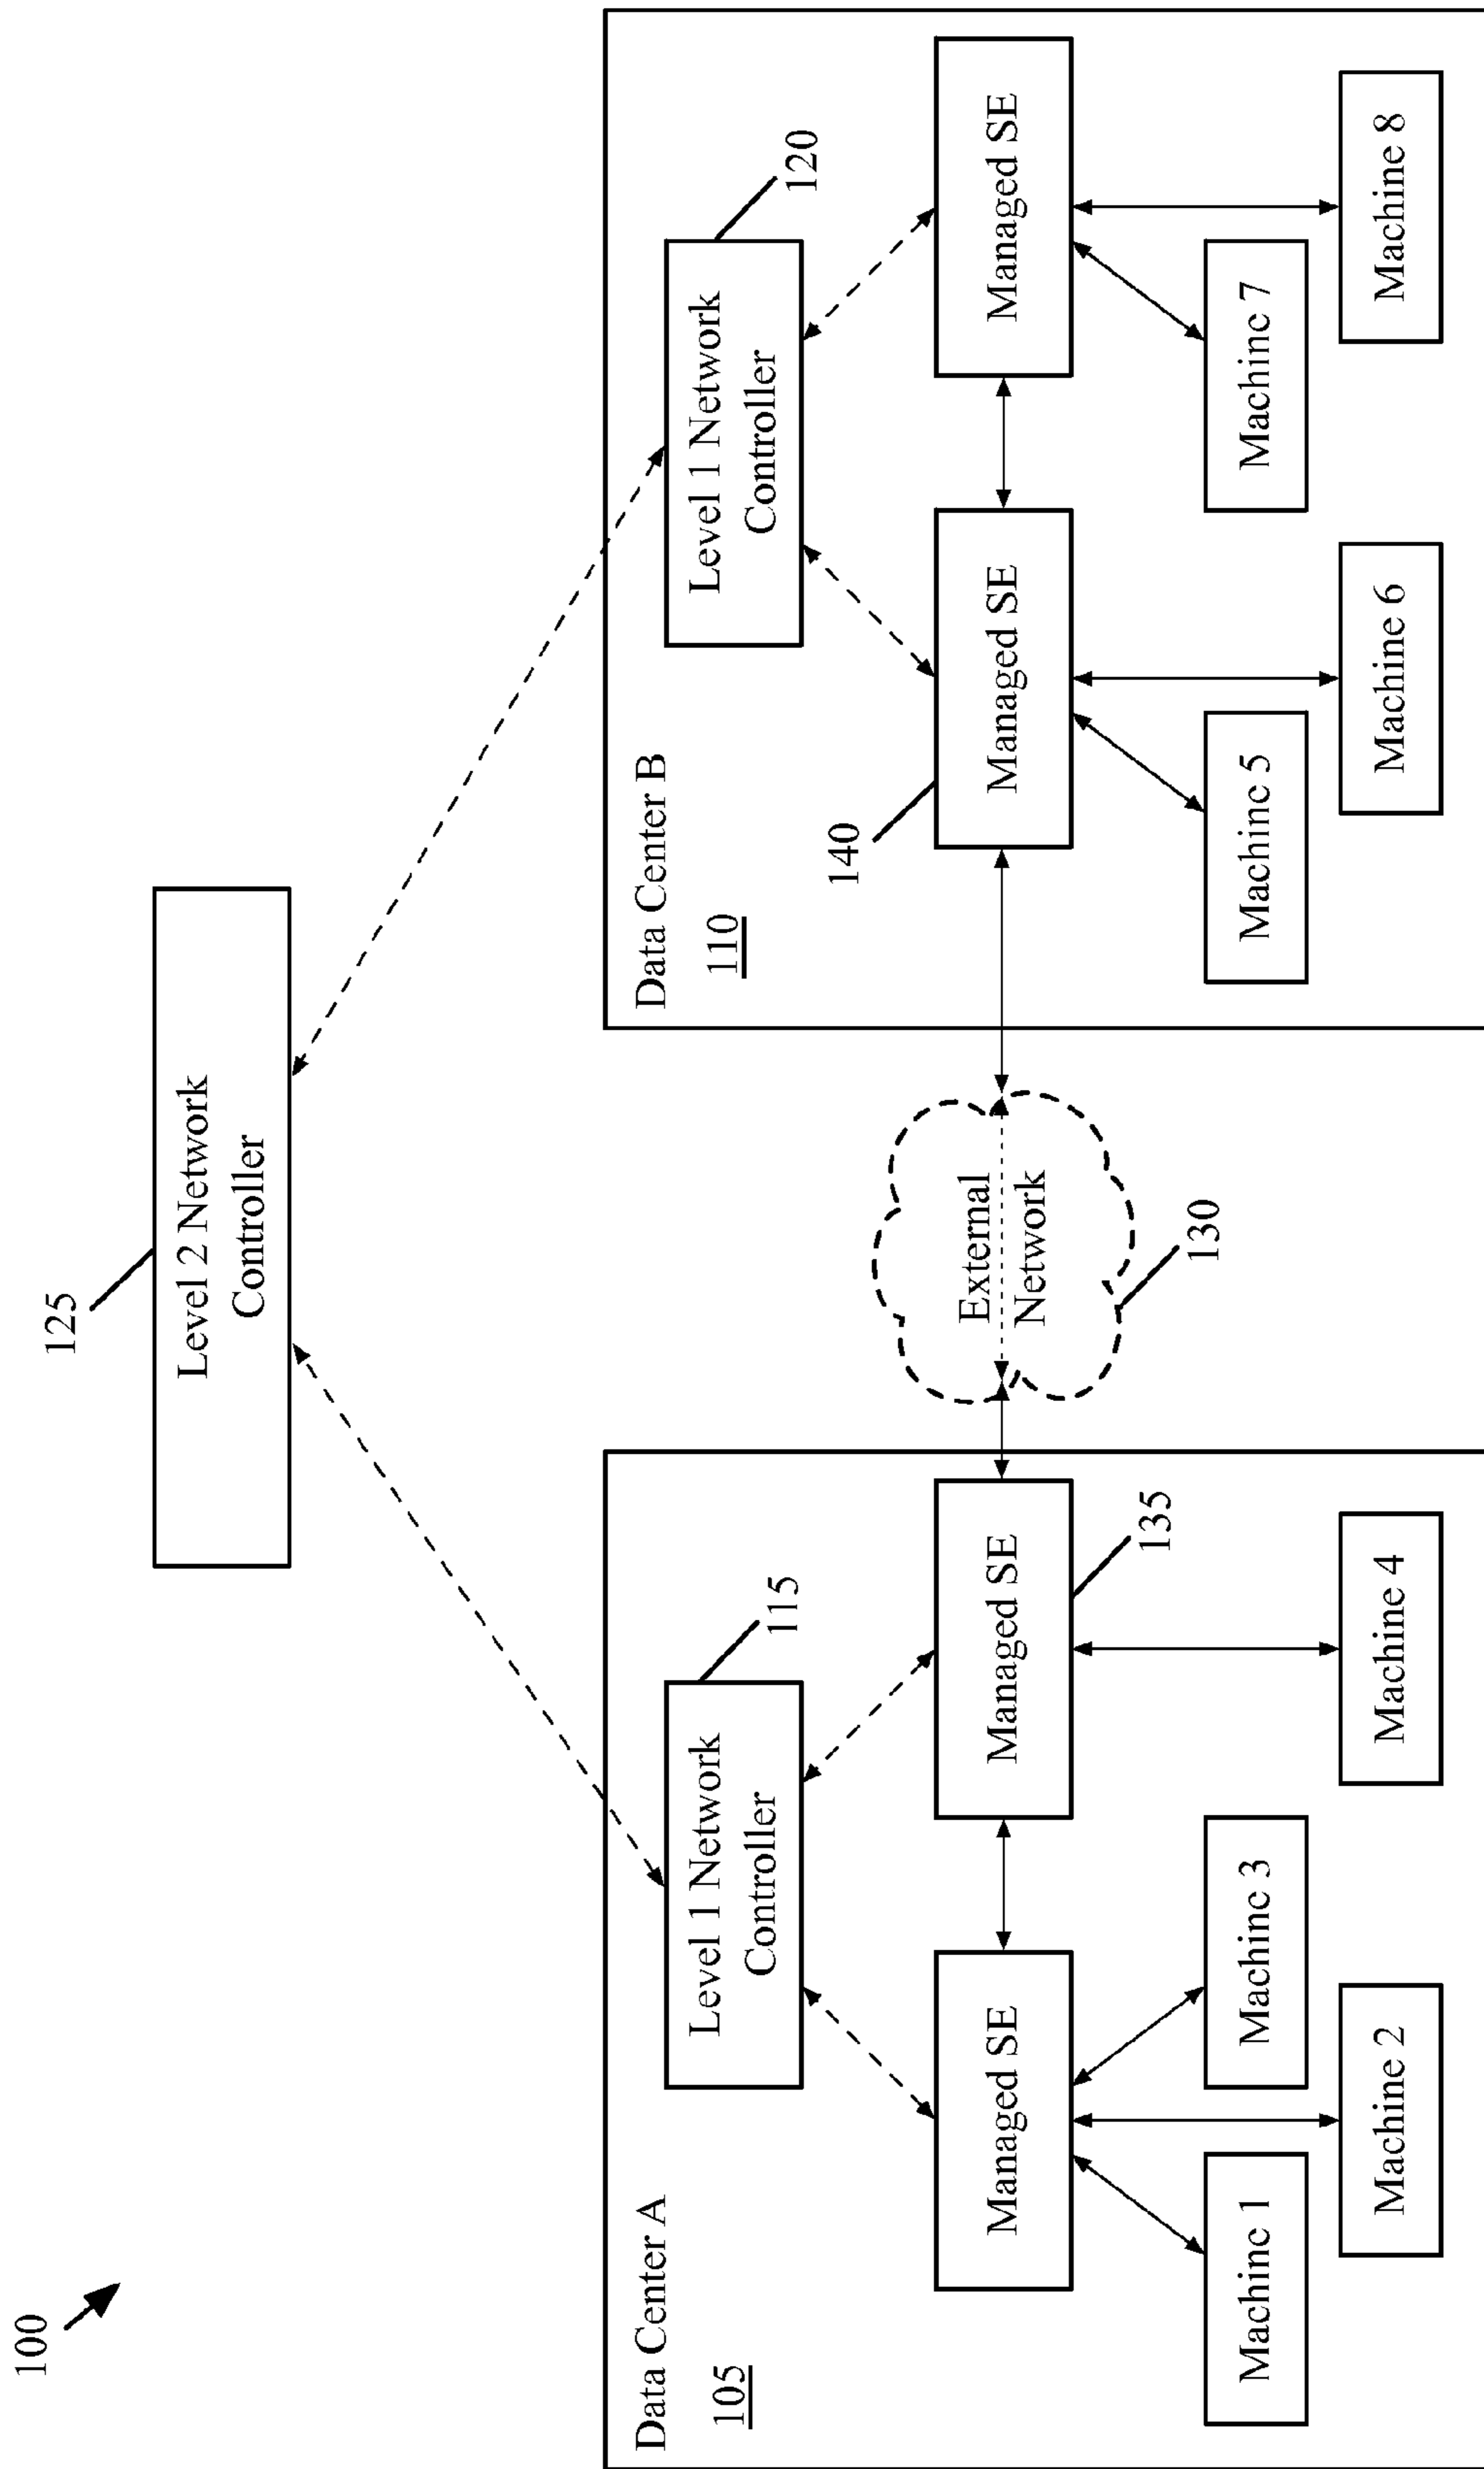 100
125
Level 2 Network
Controller
Data Center A
105
Level 1 Network
Controller
115
Managed SE
Managed SE
135
Machine 1
Machine 2
Machine 3
Machine 4
External
Network
130
Data Center B
110
Level 1 Network
Controller
120
140
Managed SE
Managed SE
Machine 5
Machine 6
Machine 7
Machine 8